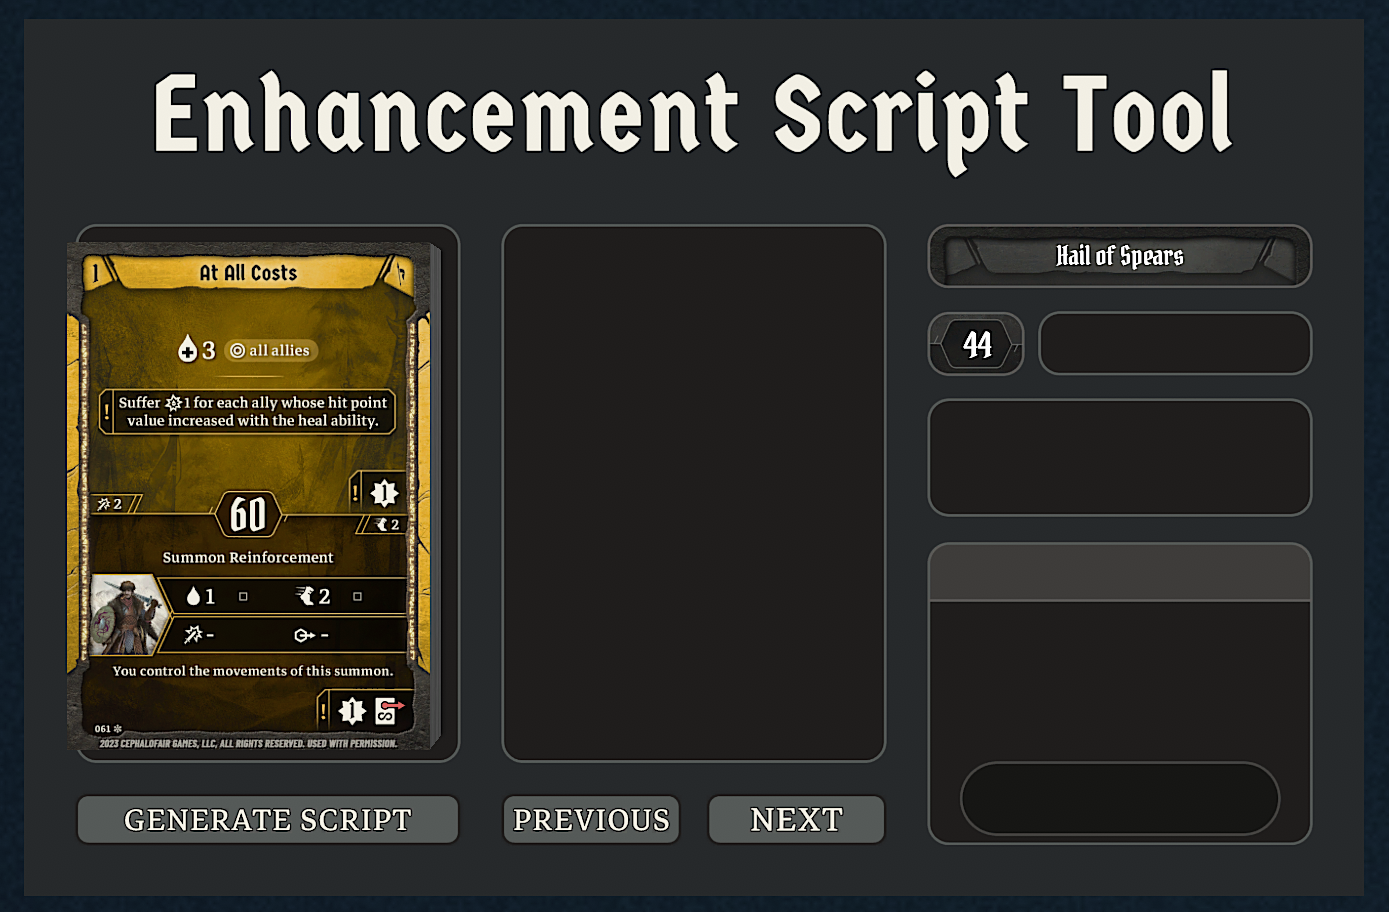 Enhancement Script Tool
1 At All Costs
3 all allies
! Suffer 1 for each ally whose hit point
value increased with the heal ability.
! 1
2
60
2
Summon Reinforcement
1 2
- -
You control the movements of this summon.
! 1
061
2023 CEPHALOFAIR GAMES, LLC, ALL RIGHTS RESERVED. USED WITH PERMISSION.
Hail of Spears
44
GENERATE SCRIPT
PREVIOUS
NEXT